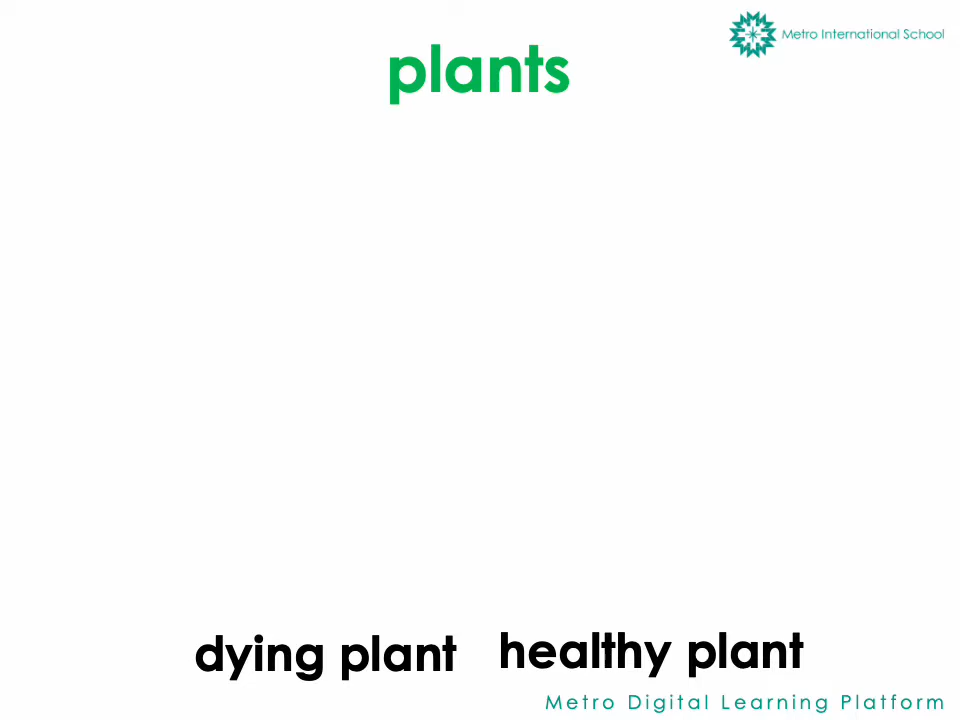 Metro International School
plants
dying plant healthy plant
Metro Digital Learning Platform